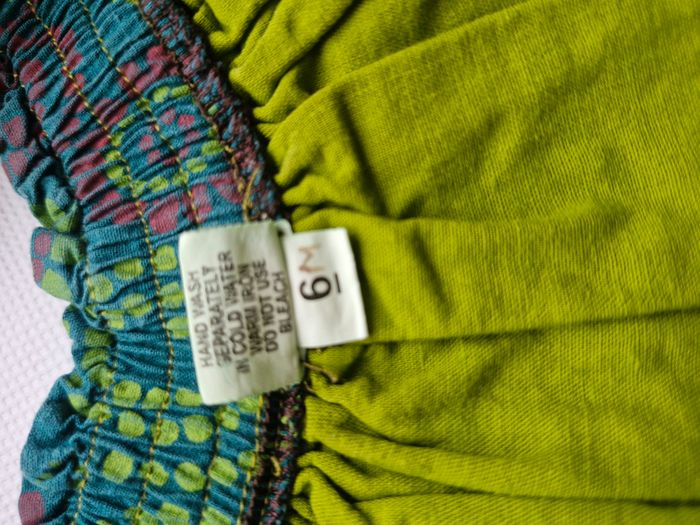 HAND WASH
SEPARATELY
IN COLD WATER
WARM IRON
DO NOT USE
BLEACH
6M